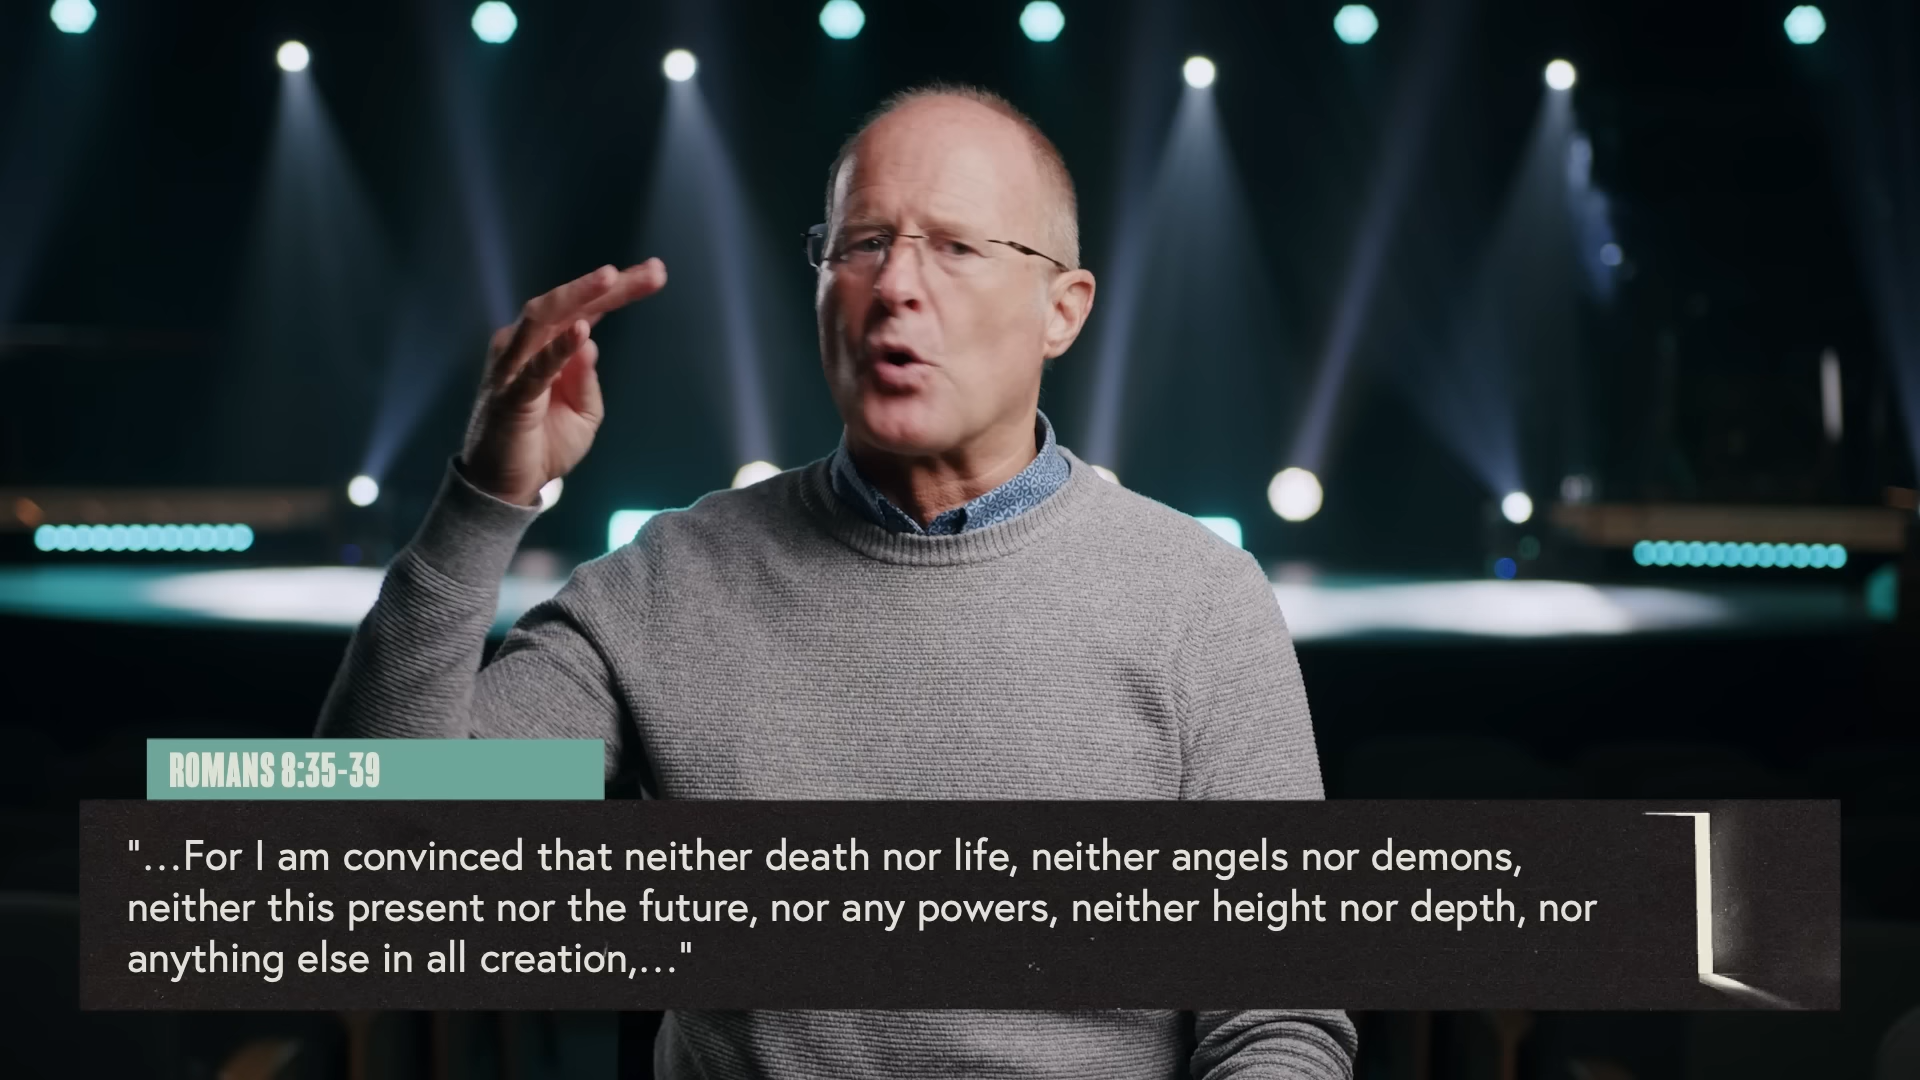 ROMANS 8:35-39
"...For I am convinced that neither death nor life, neither angels nor demons,
neither this present nor the future, nor any powers, neither height nor depth, nor
anything else in all creation,..."